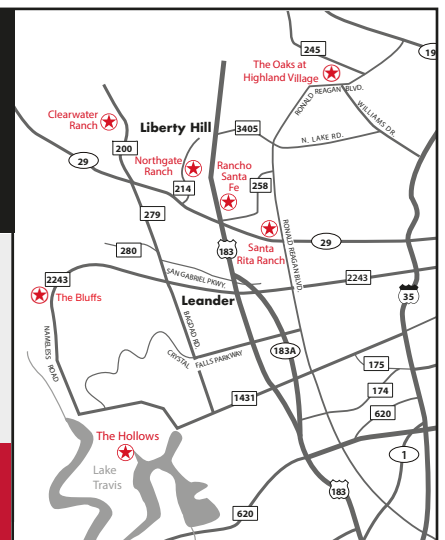 245
19
The Oaks at
Highland Village
RONALD REAGAN BLVD.
WILLIAMS DR.
Clearwater
Ranch
Liberty Hill
3405
N. LAKE RD.
200
29
Northgate
Ranch
Rancho
Santa
Fe
214
258
279
RONALD REAGAN BLVD.
280
183
Santa
Rita Ranch
29
2243
SAN GABRIEL PKWY.
2243
The Bluffs
Leander
35
NAMELESS ROAD
BAGDAD RD.
CRYSTAL FALLS PARKWAY
183A
175
174
1431
620
The Hollows
1
Lake
Travis
183
620